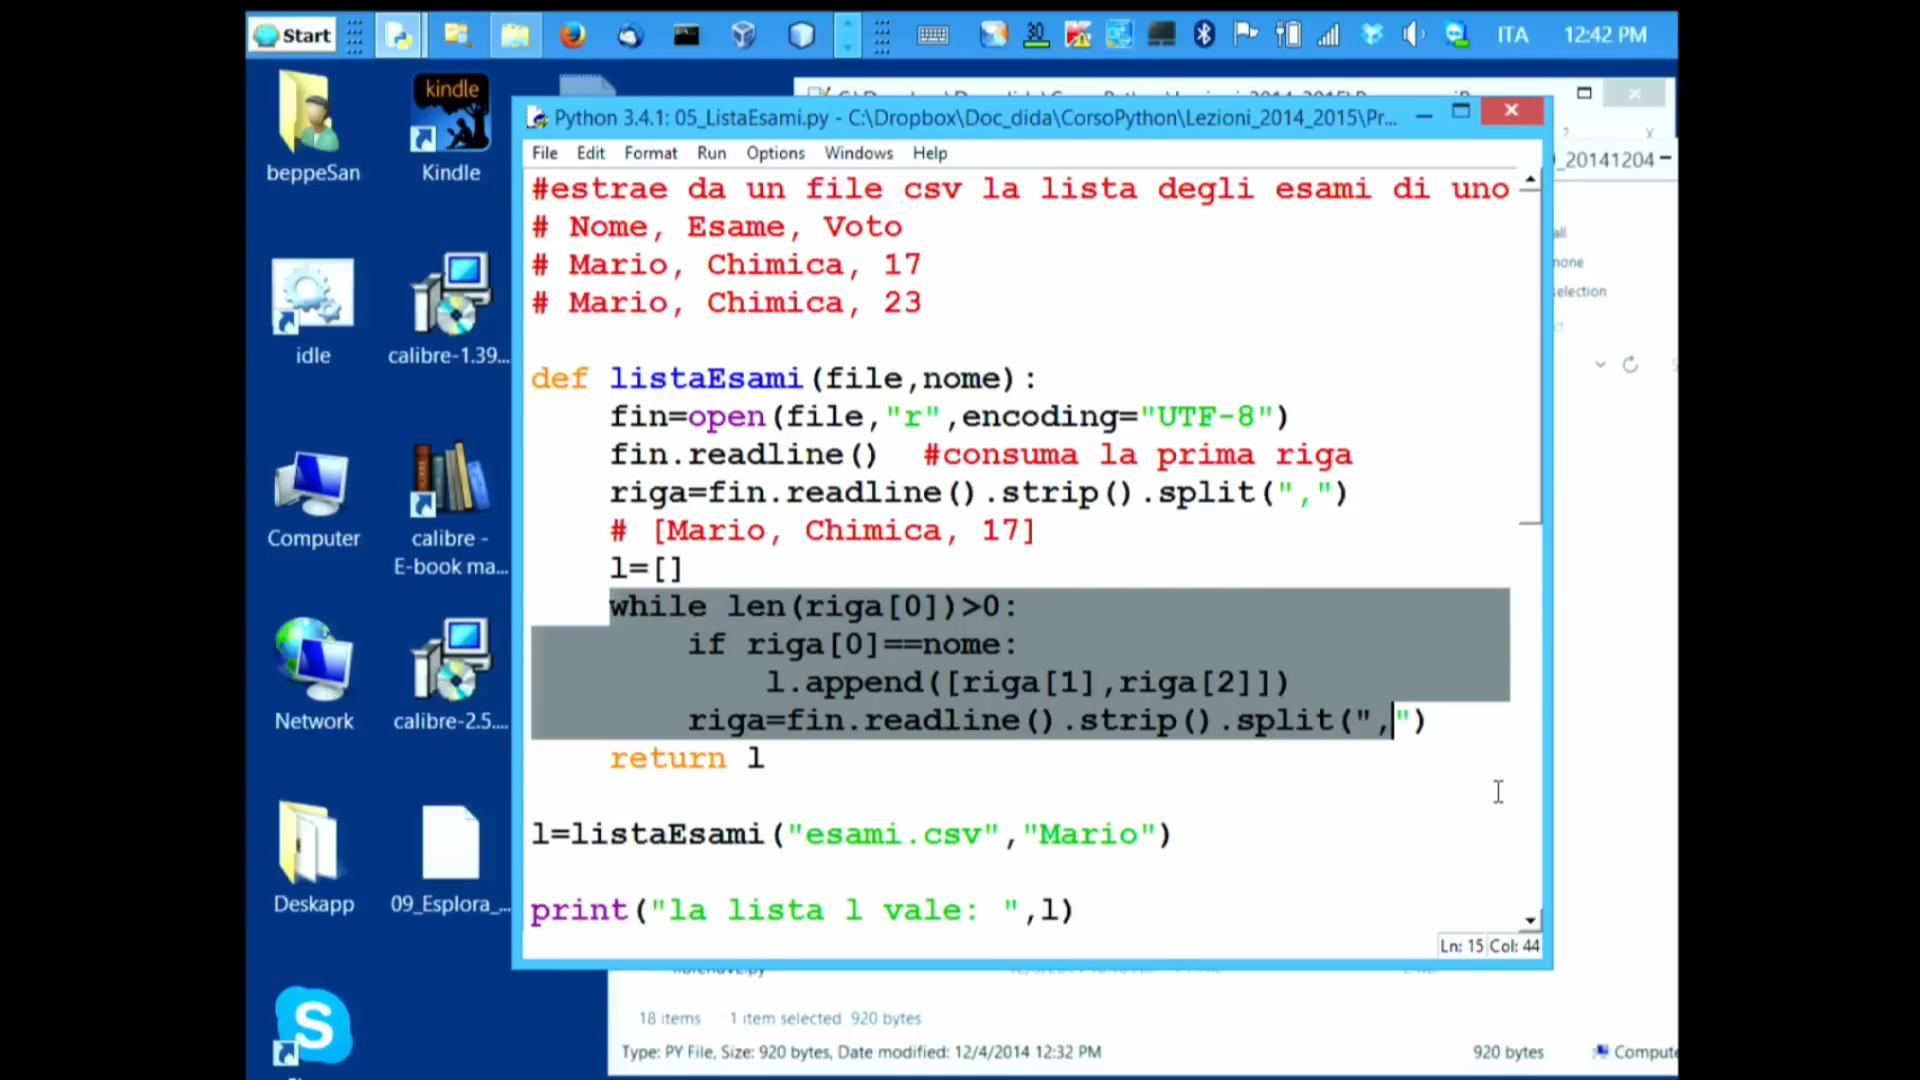 Start
30
ITA
12:42 PM
beppeSan
kindle
Kindle
idle
calibre-1.39...
Computer
calibre -
E-book ma...
Network
calibre-2.5....
Deskapp
09_Esplora_...
Python 3.4.1: 05_ListaEsami.py - C:\Dropbox\Doc_dida\CorsoPython\Lezioni_2014_2015\Pr...
File Edit Format Run Options Windows Help
#estrae da un file csv la lista degli esami di uno
# Nome, Esame, Voto
# Mario, Chimica, 17
# Mario, Chimica, 23
def listaEsami(file,nome):
fin=open(file,"r",encoding="UTF-8")
fin.readline() #consuma la prima riga
riga=fin.readline().strip().split(",")
# [Mario, Chimica, 17]
l=[]
while len(riga[0])>0:
if riga[0]==nome:
l.append([riga[1],riga[2]])
riga=fin.readline().strip().split(",")
return l
l=listaEsami("esami.csv","Mario")
print("la lista l vale: ",l)
Ln: 15 Col: 44
_20141204
all
none
selection
18 items 1 item selected 920 bytes
Type: PY File, Size: 920 bytes, Date modified: 12/4/2014 12:32 PM
920 bytes
Compute